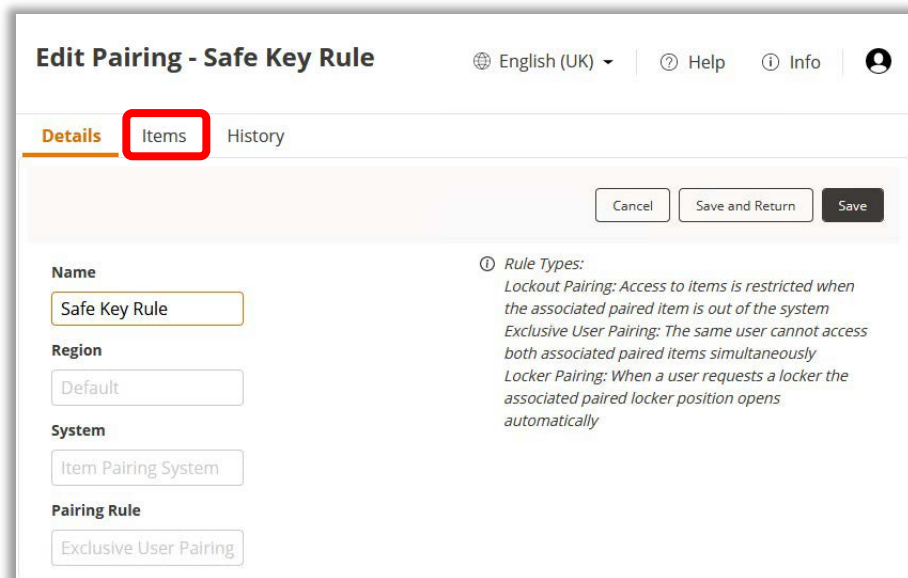 Edit Pairing - Safe Key Rule
English (UK)
Help
Info
Details
Items
History
Cancel
Save and Return
Save
Name
Safe Key Rule
Region
Default
System
Item Pairing System
Pairing Rule
Exclusive User Pairing
Rule Types:
Lockout Pairing: Access to items is restricted when
the associated paired item is out of the system
Exclusive User Pairing: The same user cannot access
both associated paired items simultaneously
Locker Pairing: When a user requests a locker the
associated paired locker position opens
automatically